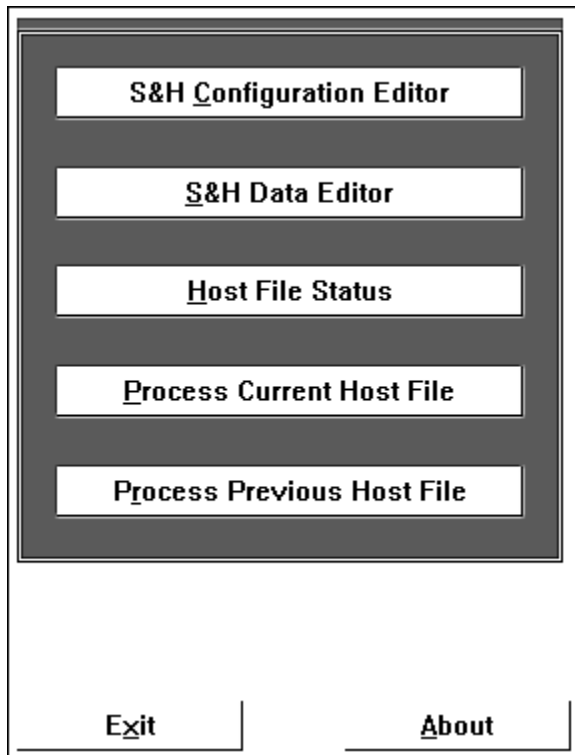 S&H Configuration Editor
S&H Data Editor
Host File Status
Process Current Host File
Process Previous Host File
Exit
About